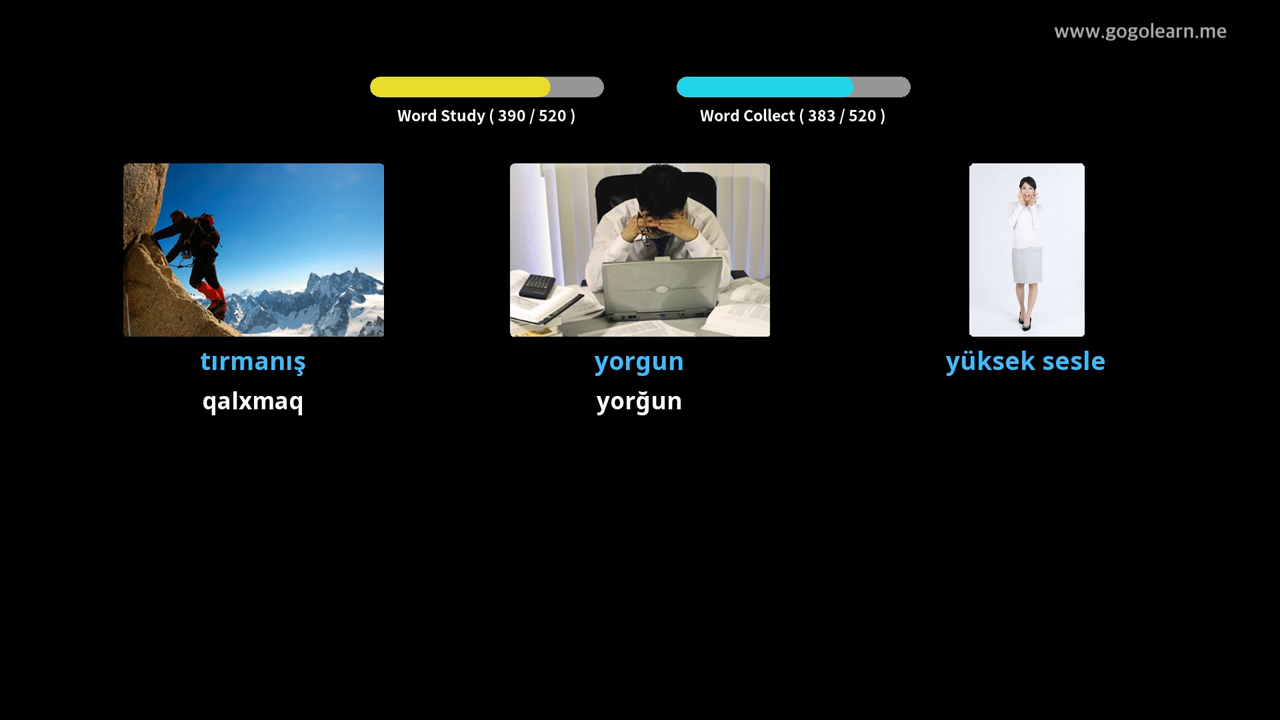 www.gogolearn.me
Word Study ( 390 / 520 )
Word Collect ( 383 / 520 )
tırmanış
qalxmaq
yorgun
yorğun
yüksek sesle